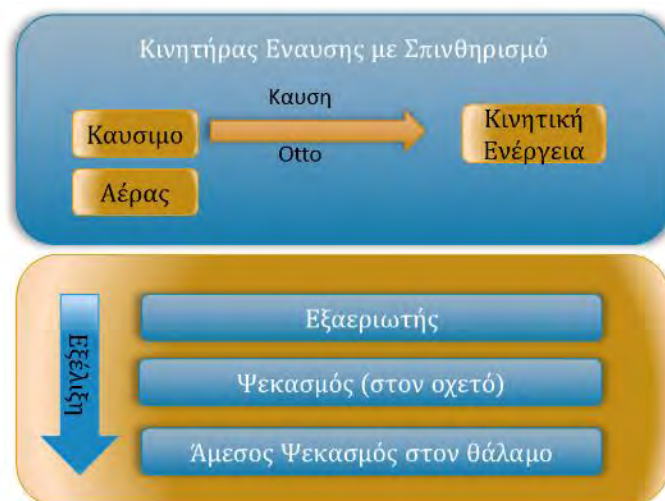 Κινητήρας Εναυσης με Σπινθηρισμό
Καυση
Καυσιμο
Otto
Κινητική
Ενέργεια
Αέρας
Εξέλιξη
Εξαεριωτής
Ψεκασμός (στον οχετό)
Άμεσος Ψεκασμός στον θάλαμο